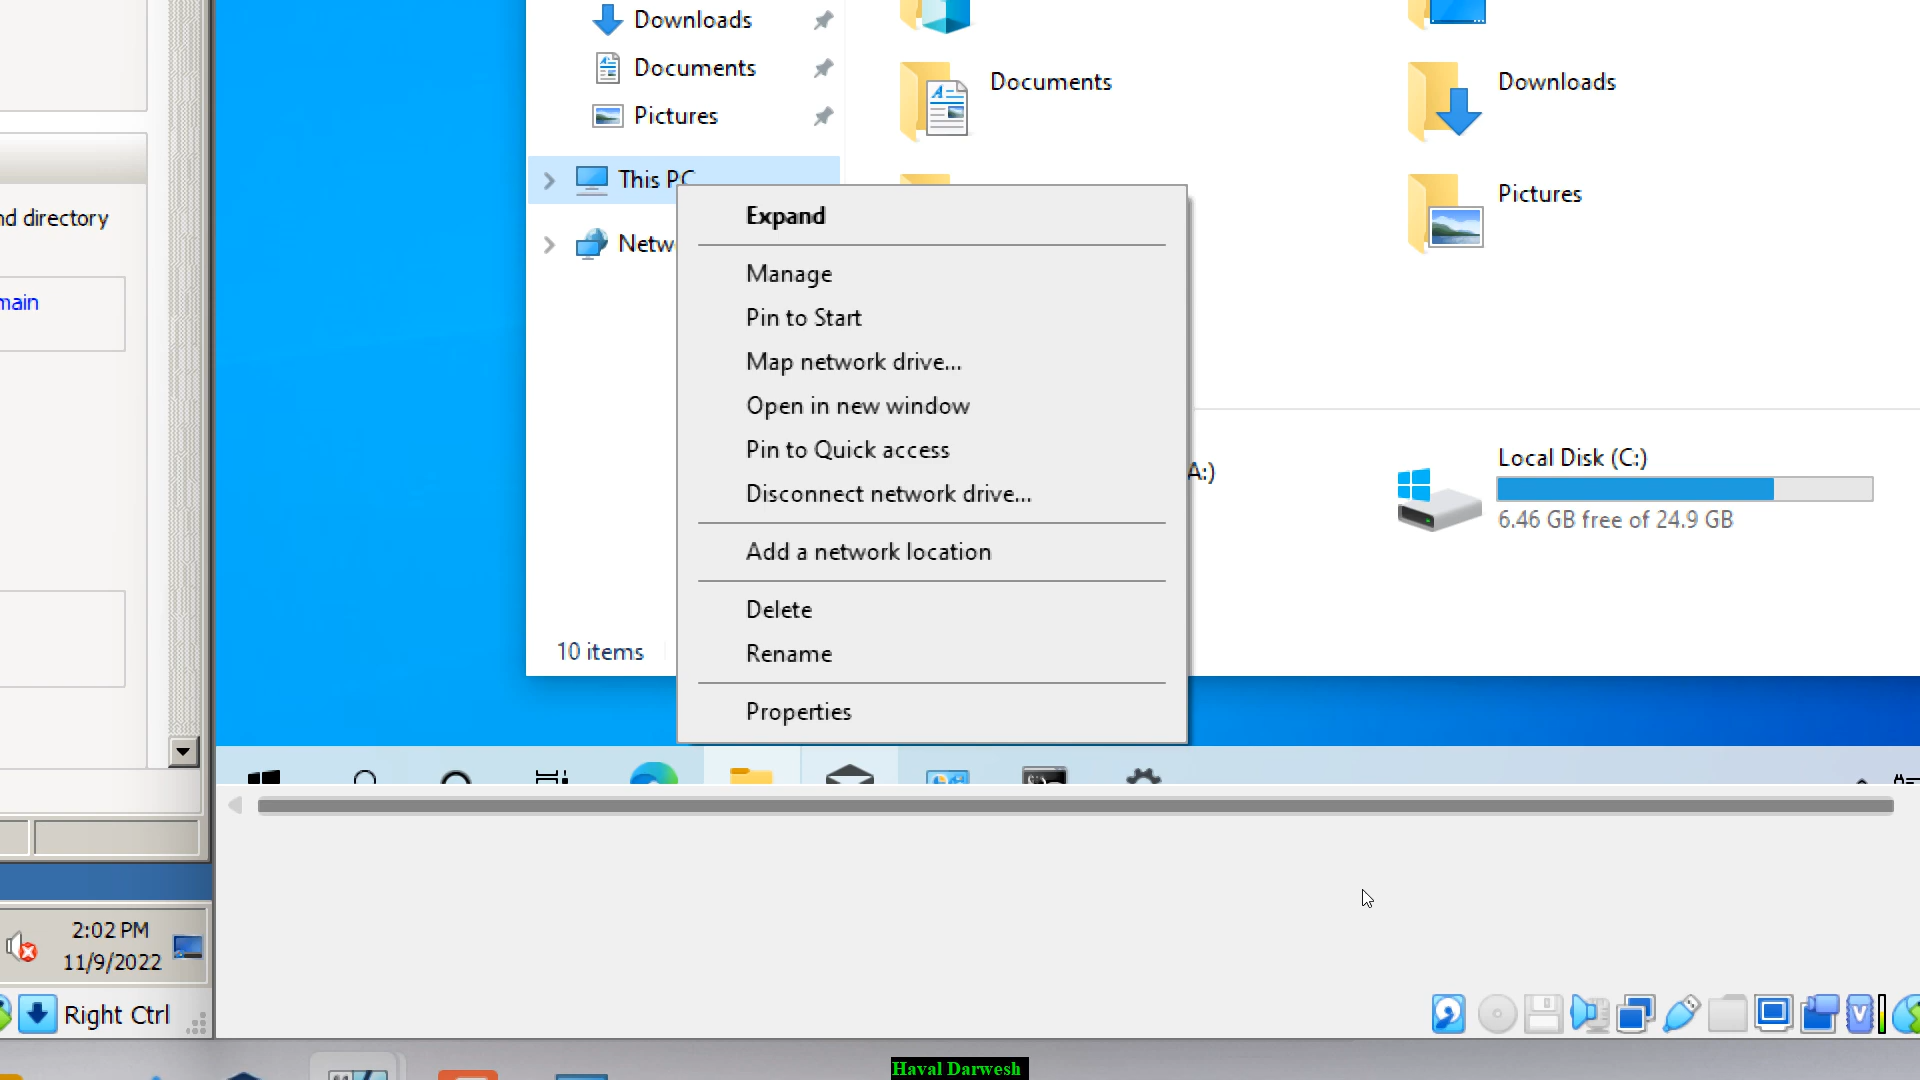 nd directory
main
2:02 PM
11/9/2022
Right Ctrl
Downloads
Documents
Pictures
This PC
Netw
10 items
Expand
Manage
Pin to Start
Map network drive...
Open in new window
Pin to Quick access
Disconnect network drive...
Add a network location
Delete
Rename
Properties
Documents
Downloads
Pictures
A:)
Local Disk (C:)
6.46 GB free of 24.9 GB
Haval Darwesh